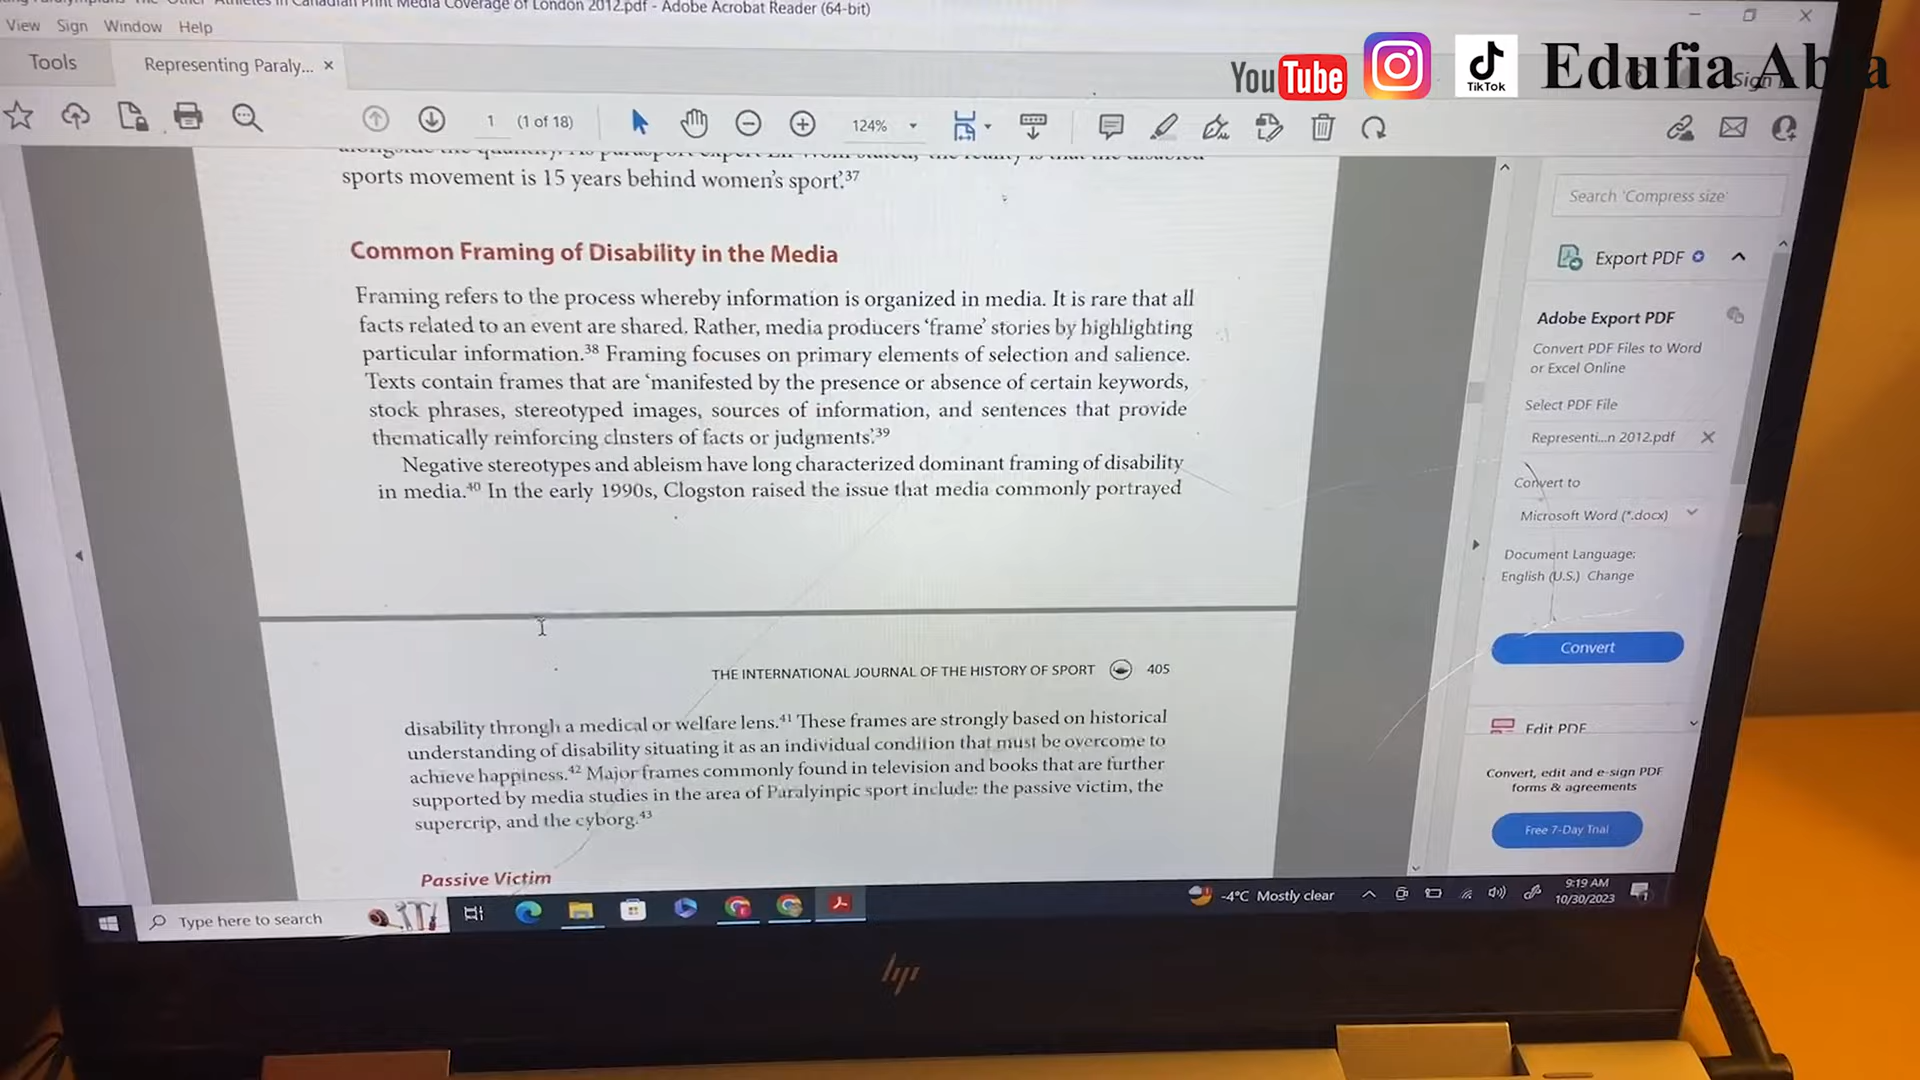 Media Coverage of London 2012.pdf - Adobe Acrobat Reader (64-bit)
View Sign Window Help
YouTube
TikTok
Edufia Ab
Sign
Tools
Representing Paraly... ×
1 (1 of 18)
124%
sports movement is 15 years behind women's sport'.37
Search 'Compress size'
Common Framing of Disability in the Media
Export PDF
Framing refers to the process whereby information is organized in media. It is rare that all
facts related to an event are shared. Rather, media producers 'frame' stories by highlighting
particular information.38 Framing focuses on primary elements of selection and salience.
Texts contain frames that are 'manifested by the presence or absence of certain keywords,
stock phrases, stereotyped images, sources of information, and sentences that provide
thematically reinforcing clusters of facts or judgments'.39
Negative stereotypes and ableism have long characterized dominant framing of disability
in media.40 In the early 1990s, Clogston raised the issue that media commonly portrayed
Adobe Export PDF
Convert PDF Files to Word
or Excel Online
Select PDF File
Representi...n 2012.pdf
Convert to
Microsoft Word (*.docx)
Document Language:
English (U.S.) Change
Convert
THE INTERNATIONAL JOURNAL OF THE HISTORY OF SPORT 405
disability through a medical or welfare lens.41 These frames are strongly based on historical
understanding of disability situating it as an individual condition that must be overcome to
achieve happiness.42 Major frames commonly found in television and books that are further
supported by media studies in the area of Paralympic sport include: the passive victim, the
supercrip, and the cyborg.43
Edit PDF
Convert, edit and e-sign PDF
forms & agreements
Free 7-Day Trial
Passive Victim
Type here to search
-4°C Mostly clear
9:19 AM
10/30/2023
hp